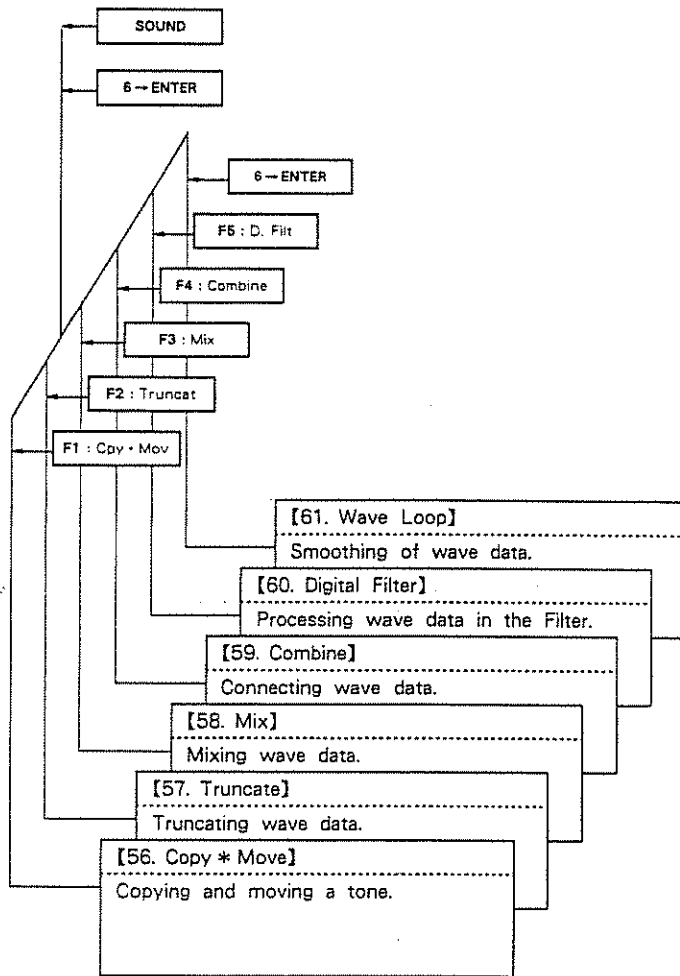 SOUND
6→ENTER
6→ENTER
F5 : D. Filt
F4 : Combine
F3 : Mix
F2 : Truncat
F1 : Cpy * Mov
【61. Wave Loop】
Smoothing of wave data.
【60. Digital Filter】
Processing wave data in the Filter.
【59. Combine】
Connecting wave data.
【58. Mix】
Mixing wave data.
【57. Truncate】
Truncating wave data.
【56. Copy * Move】
Copying and moving a tone.